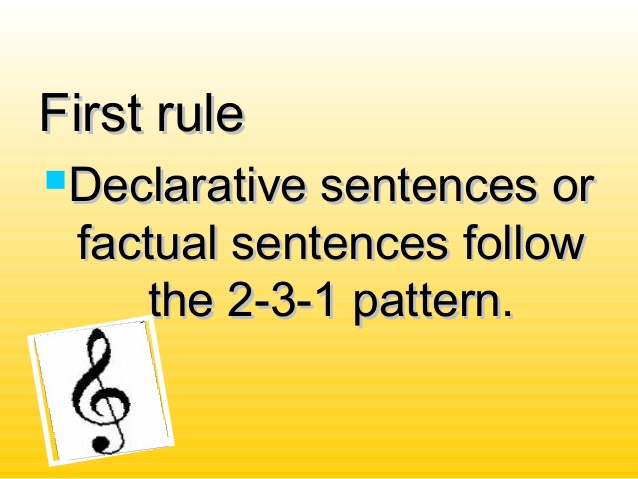 First rule
Declarative sentences or
factual sentences follow
the 2-3-1 pattern.